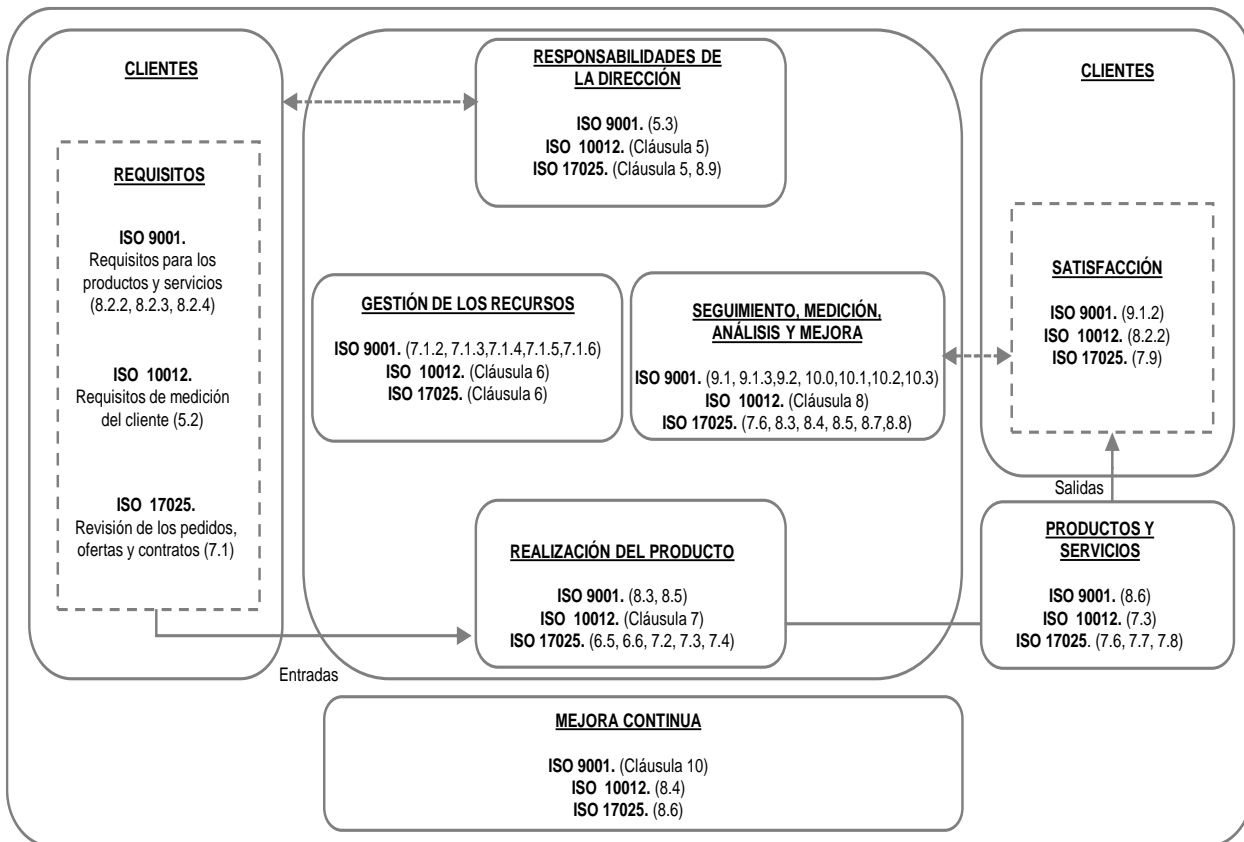 CLIENTES
REQUISITOS
ISO 9001.
Requisitos para los
productos y servicios
(8.2.2, 8.2.3, 8.2.4)
ISO 10012.
Requisitos de medición
del cliente (5.2)
ISO 17025.
Revisión de los pedidos,
ofertas y contratos (7.1)
Entradas
RESPONSABILIDADES DE
LA DIRECCIÓN
ISO 9001. (5.3)
ISO 10012. (Cláusula 5)
ISO 17025. (Cláusula 5, 8.9)
GESTIÓN DE LOS RECURSOS
ISO 9001. (7.1.2, 7.1.3,7.1.4,7.1.5,7.1.6)
ISO 10012. (Cláusula 6)
ISO 17025. (Cláusula 6)
SEGUIMIENTO, MEDICIÓN,
ANÁLISIS Y MEJORA
ISO 9001. (9.1, 9.1.3,9.2, 10.0,10.1,10.2,10.3)
ISO 10012. (Cláusula 8)
ISO 17025. (7.6, 8.3, 8.4, 8.5, 8.7,8.8)
REALIZACIÓN DEL PRODUCTO
ISO 9001. (8.3, 8.5)
ISO 10012. (Cláusula 7)
ISO 17025. (6.5, 6.6, 7.2, 7.3, 7.4)
CLIENTES
SATISFACCIÓN
ISO 9001. (9.1.2)
ISO 10012. (8.2.2)
ISO 17025. (7.9)
Salidas
PRODUCTOS Y
SERVICIOS
ISO 9001. (8.6)
ISO 10012. (7.3)
ISO 17025. (7.6, 7.7, 7.8)
MEJORA CONTINUA
ISO 9001. (Cláusula 10)
ISO 10012. (8.4)
ISO 17025. (8.6)